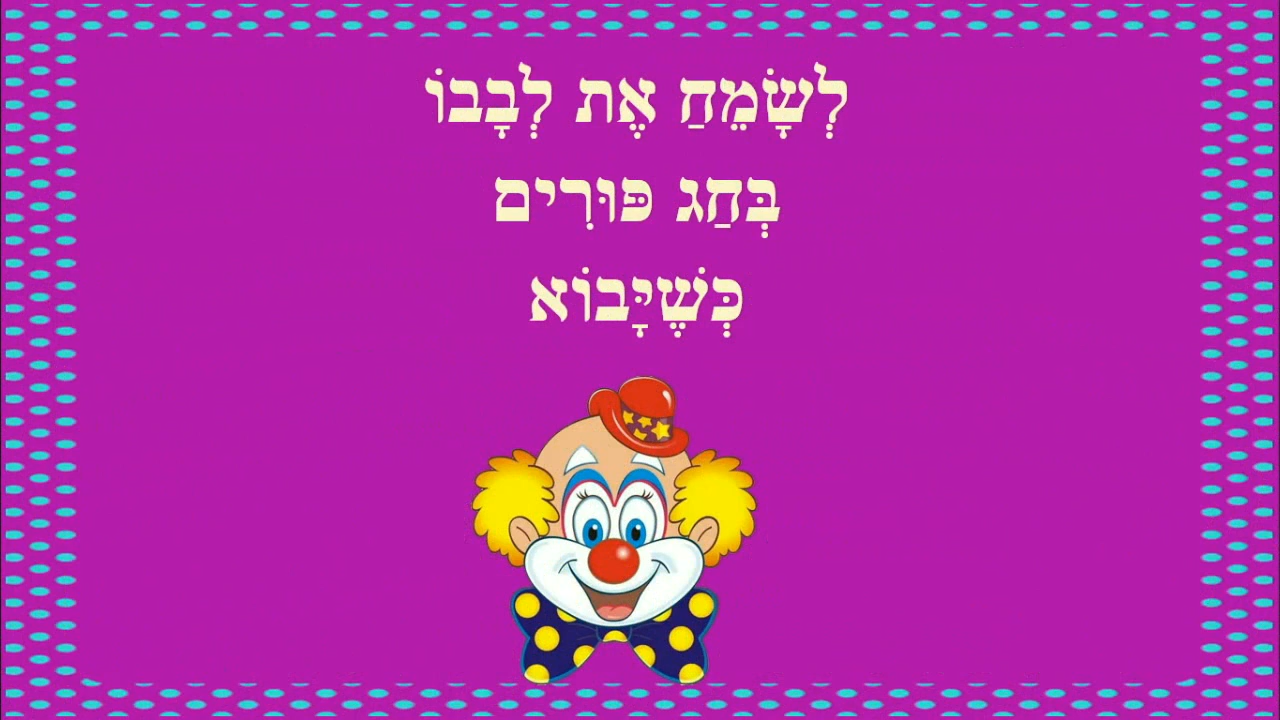 לְשָׂמֵחַ אֶת לְבָבוֹ
בְּחַג פּוּרִים
כְּשֶׁיָּבוֹא